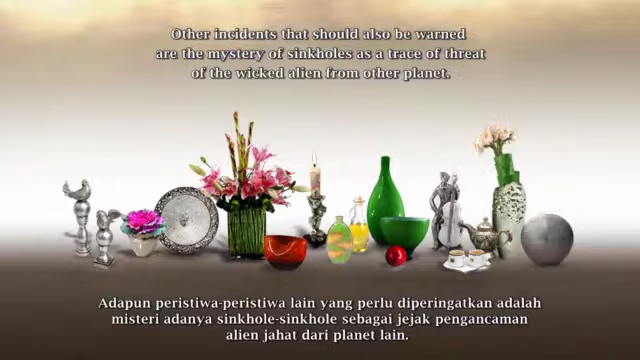 Other incidents that should also be warned
are the mystery of sinkholes as a trace of threat
of the wicked alien from other planet.
Adapun peristiwa-peristiwa lain yang perlu diperingatkan adalah
misteri adanya sinkhole-sinkhole sebagai jejak pengancaman
alien jahat dari planet lain.